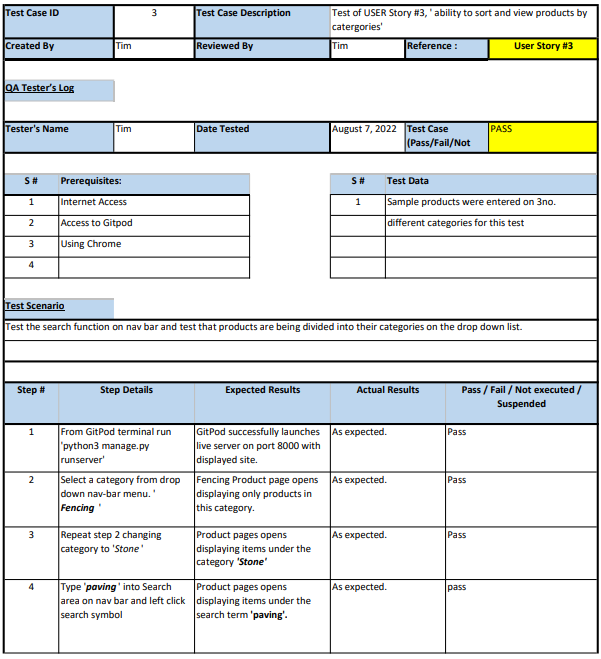 Test Case ID 3 Test Case Description Test of USER Story #3, ' ability to sort and view products by
catergories'
Created By Tim Reviewed By Tim Reference : User Story #3
QA Tester's Log
Tester's Name Tim Date Tested August 7, 2022 Test Case PASS
(Pass/Fail/Not
S # Prerequisites: S # Test Data
1 Internet Access 1 Sample products were entered on 3no.
2 Access to Gitpod different categories for this test
3 Using Chrome
4
Test Scenario
Test the search function on nav bar and test that products are being divided into their categories on the drop down list.
Step # Step Details Expected Results Actual Results Pass / Fail / Not executed /
Suspended
1 From GitPod terminal run GitPod successfully launches As expected. Pass
'python3 manage.py live server on port 8000 with
runserver' displayed site.
2 Select a category from drop Fencing Product page opens As expected. Pass
down nav-bar menu. ' displaying only products in
Fencing ' this category.
3 Repeat step 2 changing Product pages opens As expected. Pass
category to 'Stone ' displaying items under the
category 'Stone'
4 Type 'paving ' into Search Product pages opens As expected. pass
area on nav bar and left click displaying items under the
search symbol search term 'paving'.